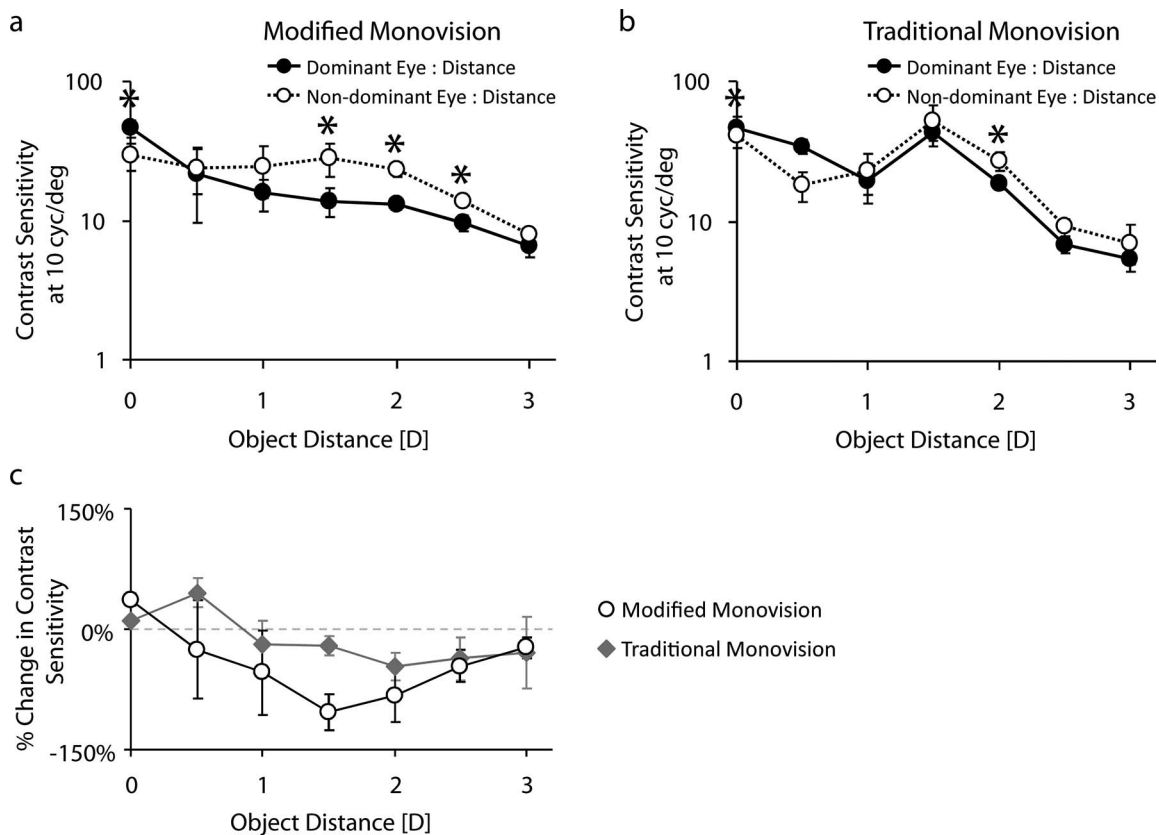 a
Modified Monovision
Dominant Eye : Distance
Non-dominant Eye : Distance
100
10
1
Contrast Sensitivity
at 10 cyc/deg
* * * *
0 1 2 3
Object Distance [D]
b
Traditional Monovision
Dominant Eye : Distance
Non-dominant Eye : Distance
100
10
1
Contrast Sensitivity
at 10 cyc/deg
* *
0 1 2 3
Object Distance [D]
c
150%
0%
-150%
% Change in Contrast
Sensitivity
0 1 2 3
Object Distance [D]
Modified Monovision
Traditional Monovision